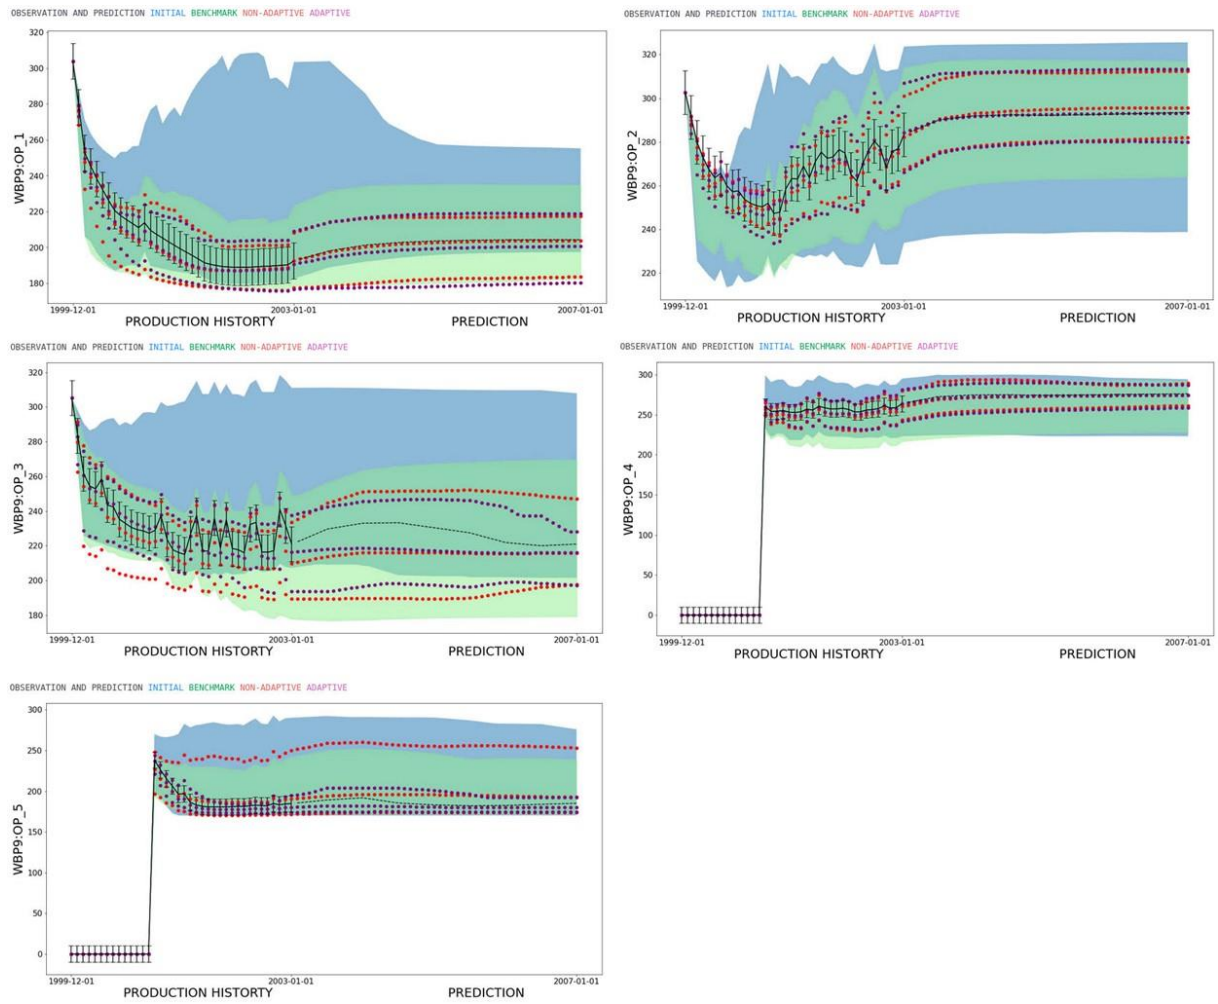 OBSERVATION AND PREDICTION INITIAL BENCHMARK NON-ADAPTIVE ADAPTIVE
320
300
280
260
240
220
200
180
WBP9:OP_1
1999-12-01 2003-01-01 2007-01-01
PRODUCTION HISTORTY PREDICTION
OBSERVATION AND PREDICTION INITIAL BENCHMARK NON-ADAPTIVE ADAPTIVE
320
300
280
260
240
220
WBP9:OP_2
1999-12-01 2003-01-01 2007-01-01
PRODUCTION HISTORTY PREDICTION
OBSERVATION AND PREDICTION INITIAL BENCHMARK NON-ADAPTIVE ADAPTIVE
320
300
280
260
240
220
200
180
WBP9:OP_3
1999-12-01 2003-01-01 2007-01-01
PRODUCTION HISTORTY PREDICTION
OBSERVATION AND PREDICTION INITIAL BENCHMARK NON-ADAPTIVE ADAPTIVE
300
250
200
150
100
50
0
WBP9:OP_4
1999-12-01 2003-01-01 2007-01-01
PRODUCTION HISTORTY PREDICTION
OBSERVATION AND PREDICTION INITIAL BENCHMARK NON-ADAPTIVE ADAPTIVE
300
250
200
150
100
50
0
WBP9:OP_5
1999-12-01 2003-01-01 2007-01-01
PRODUCTION HISTORTY PREDICTION